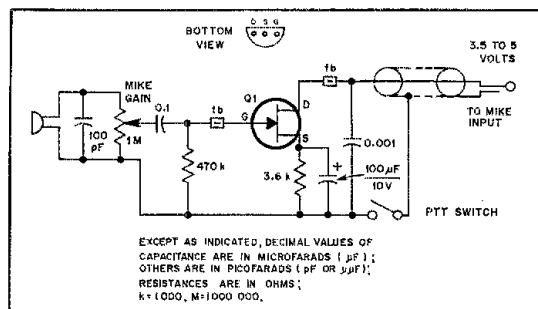 BOTTOM
VIEW
D S G
3.5 TO 5
VOLTS
MIKE
GAIN
fb
Q1
fb
D
G
S
0.1
TO MIKE
INPUT
100
pF
1M
0.001
470 k
3.6 k
+
100µF
10V
PTT SWITCH
EXCEPT AS INDICATED, DECIMAL VALUES OF
CAPACITANCE ARE IN MICROFARADS ( µF ) ;
OTHERS ARE IN PICOFARADS ( pF OR µµF) ;
RESISTANCES ARE IN OHMS ;
k = 1000, M=1000 000.